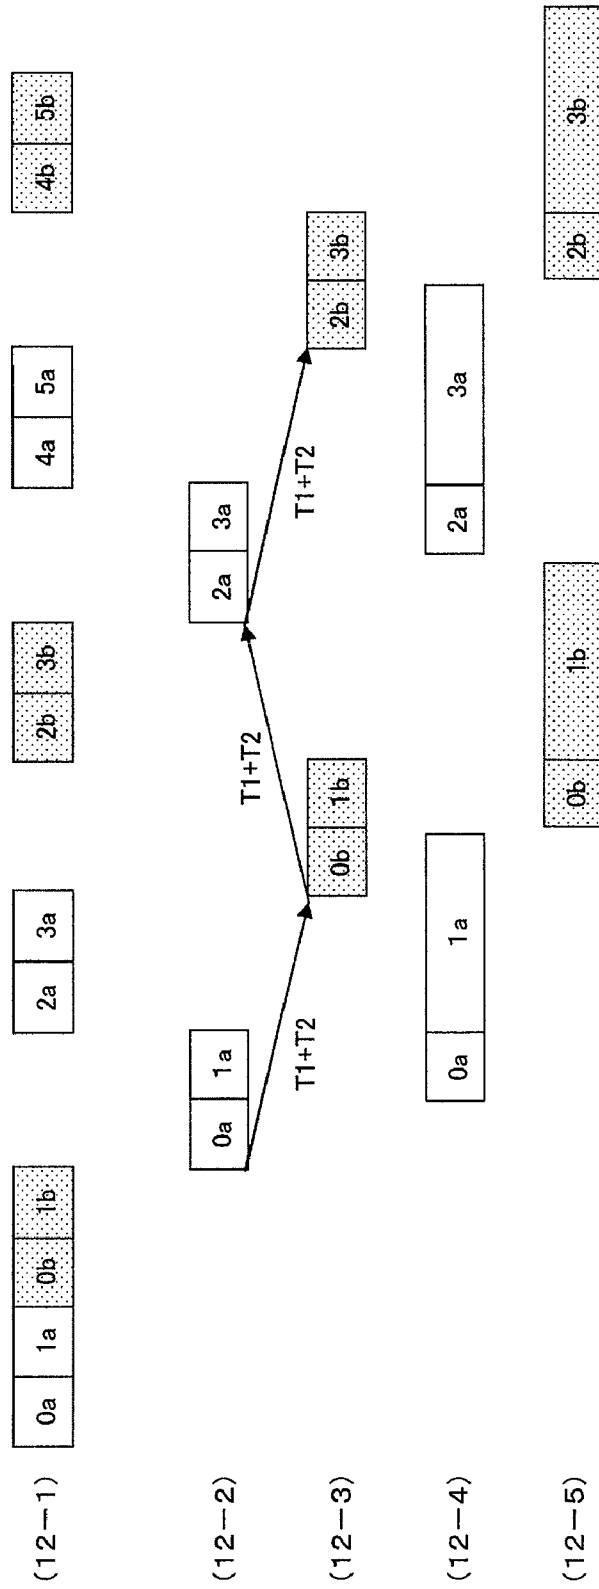 (12-1) 0a 1a 0b 1b 2a 3a 2b 3b 4a 5a 4b 5b
(12-2) 0a 1a 2a 3a
T1+T2 T1+T2 T1+T2
(12-3) 0b 1b 2b 3b
(12-4) 0a 1a 2a 3a
(12-5) 0b 1b 2b 3b